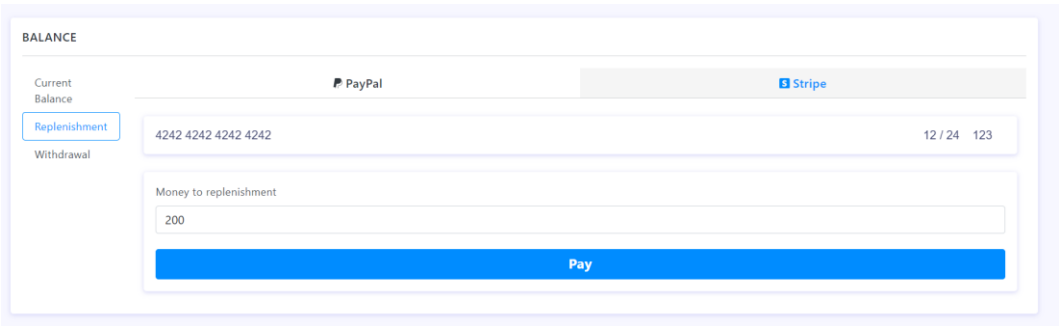 BALANCE
Current
Balance
Replenishment
Withdrawal
PayPal
Stripe
4242 4242 4242 4242 12 / 24 123
Money to replenishment
200
Pay